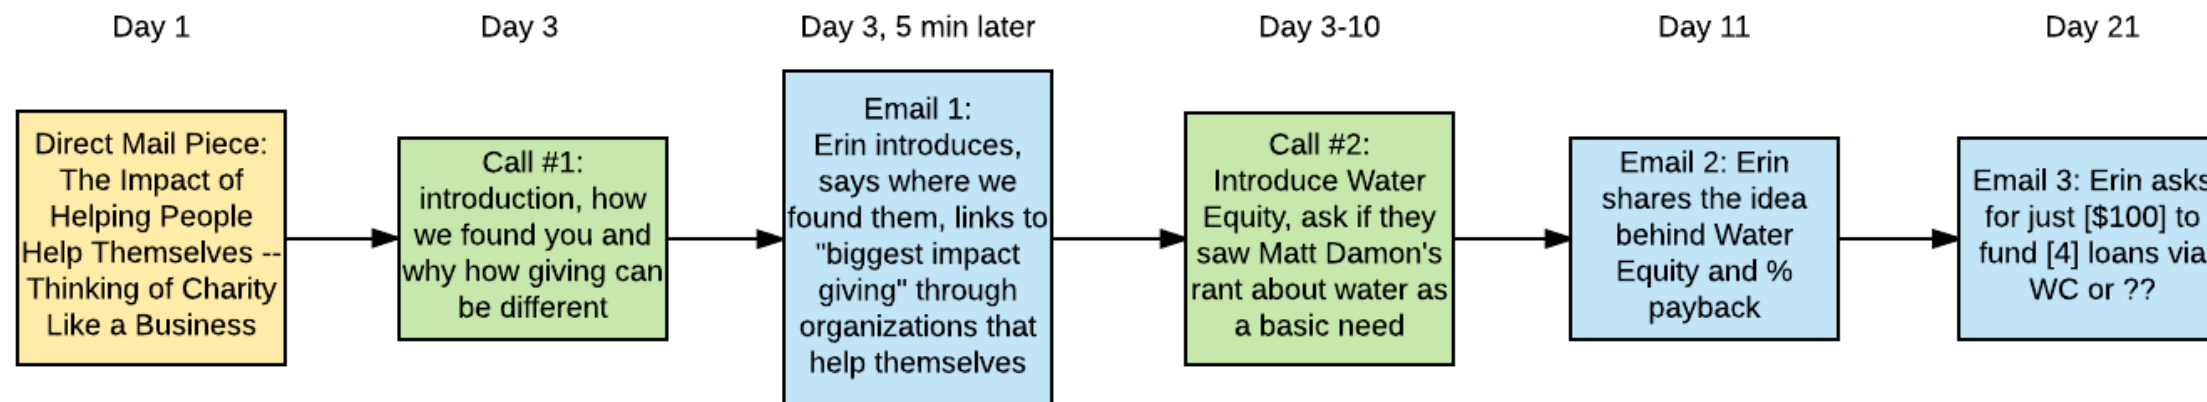 Day 1
Day 3
Day 3, 5 min later
Day 3-10
Day 11
Day 21
Direct Mail Piece:
The Impact of
Helping People
Help Themselves --
Thinking of Charity
Like a Business
Call #1:
introduction, how
we found you and
why how giving can
be different
Email 1:
Erin introduces,
says where we
found them, links to
"biggest impact
giving" through
organizations that
help themselves
Call #2:
Introduce Water
Equity, ask if they
saw Matt Damon's
rant about water as
a basic need
Email 2: Erin
shares the idea
behind Water
Equity and %
payback
Email 3: Erin asks
for just [$100] to
fund [4] loans via
WC or ??